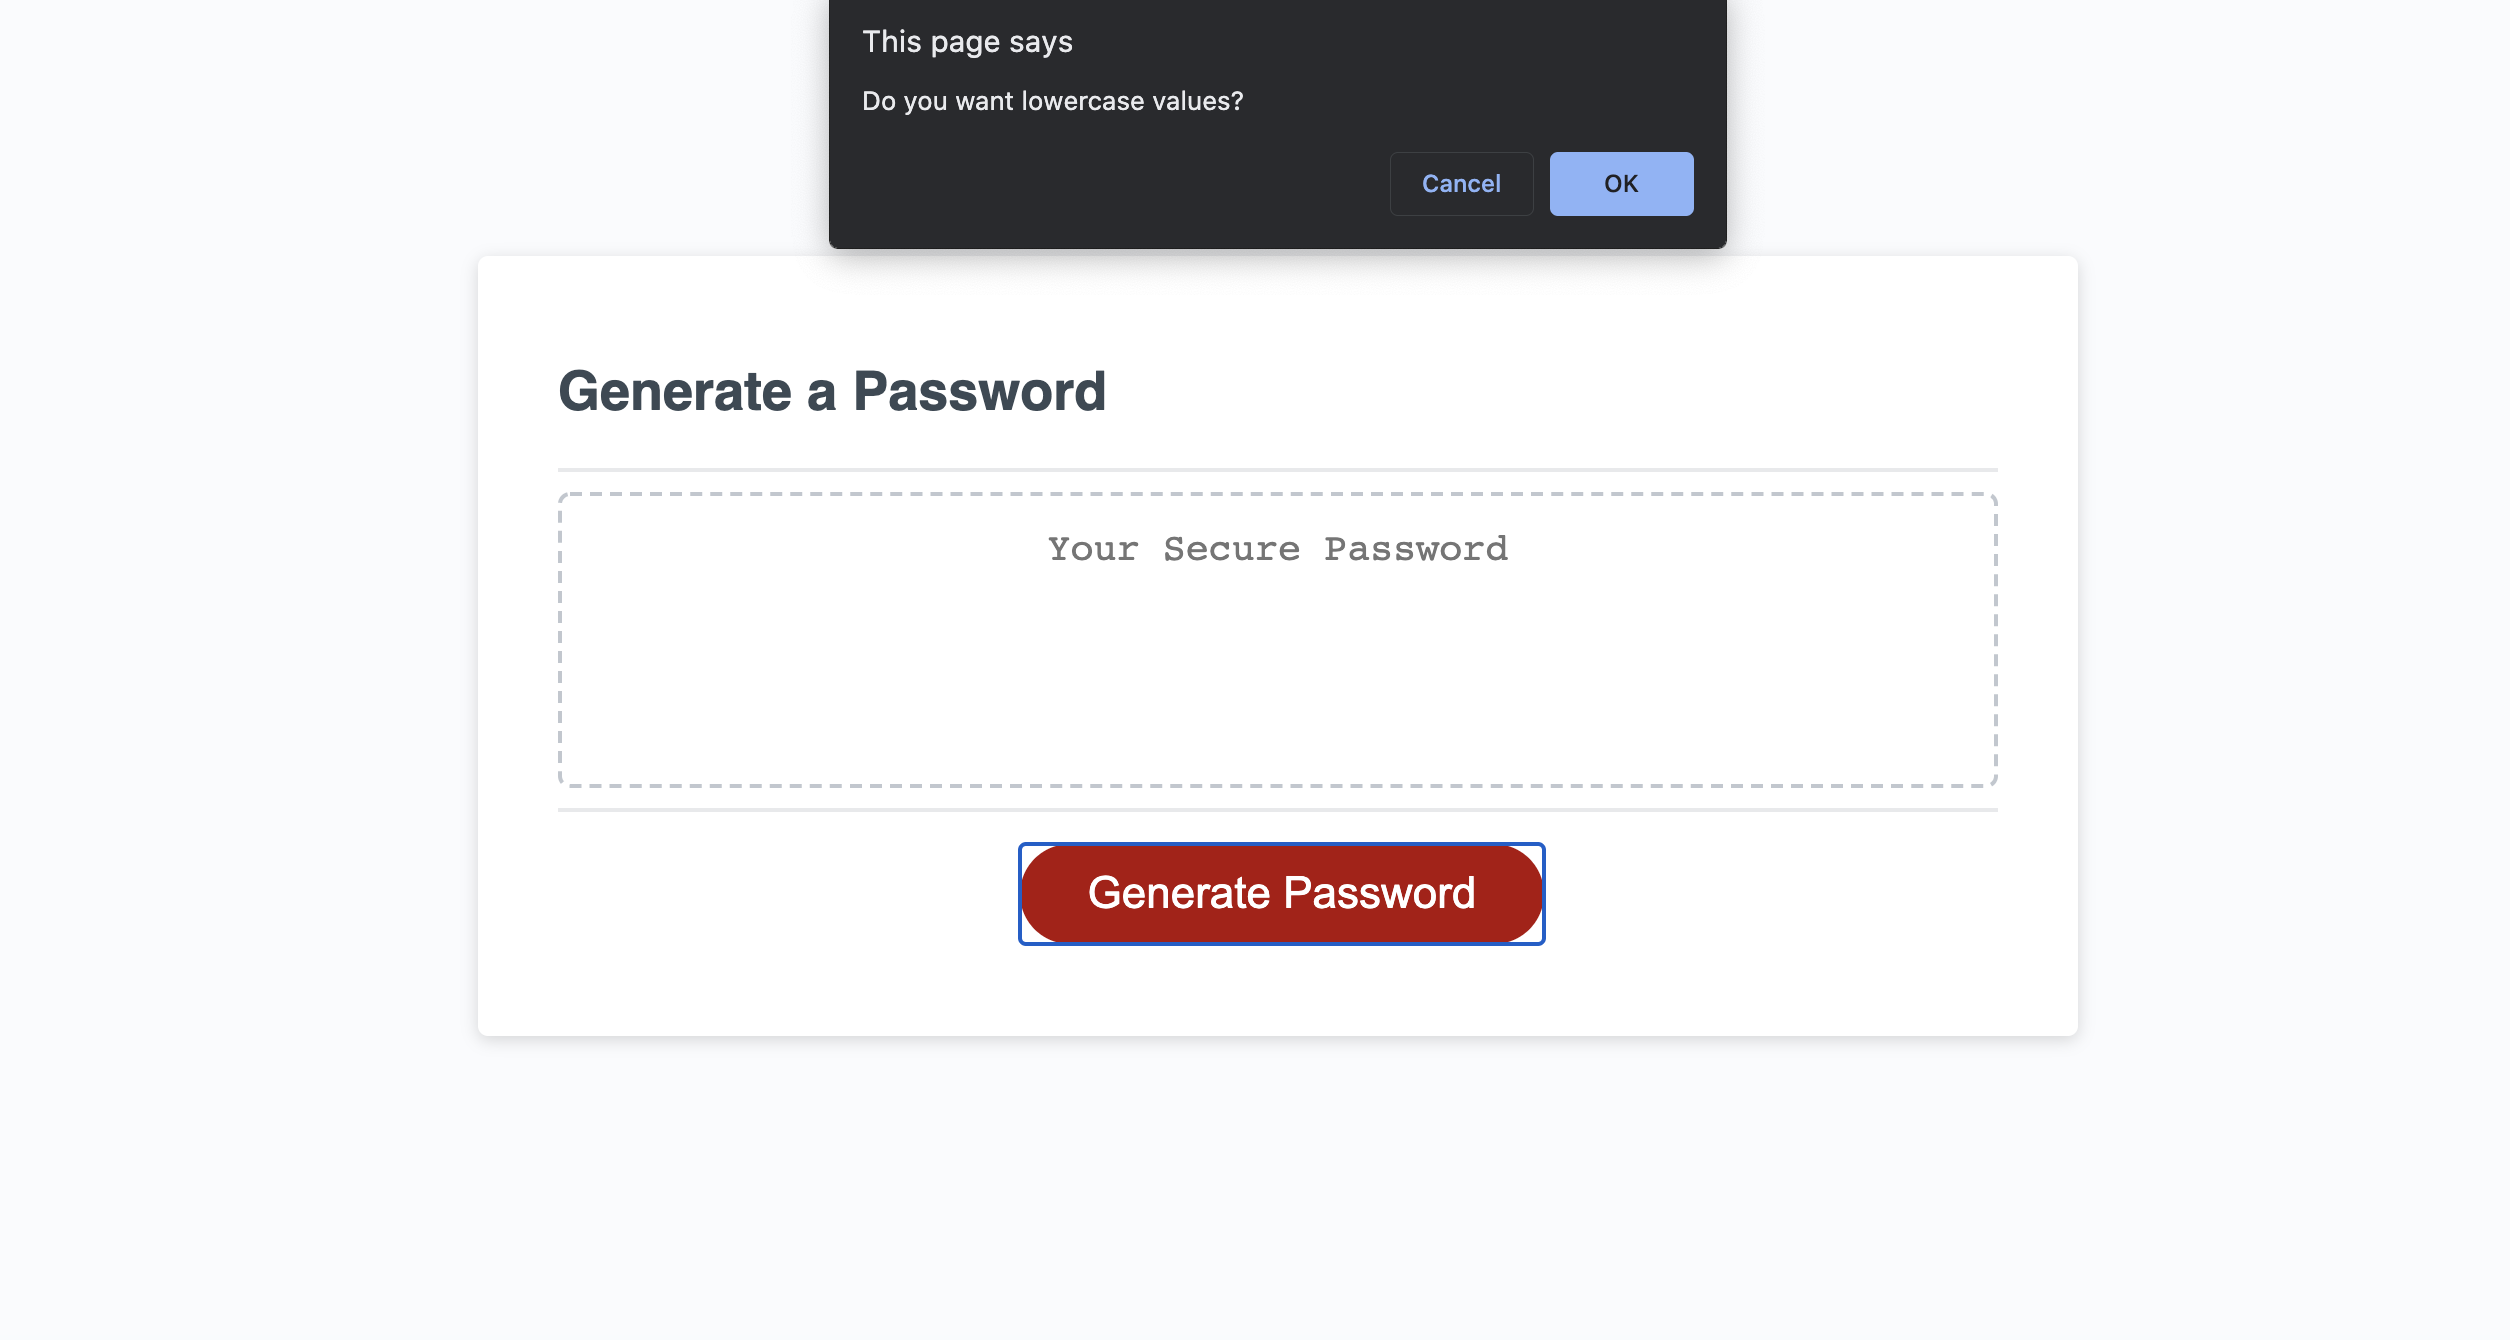 This page says
Do you want lowercase values?
Cancel
OK
Generate a Password
Your Secure Password
Generate Password